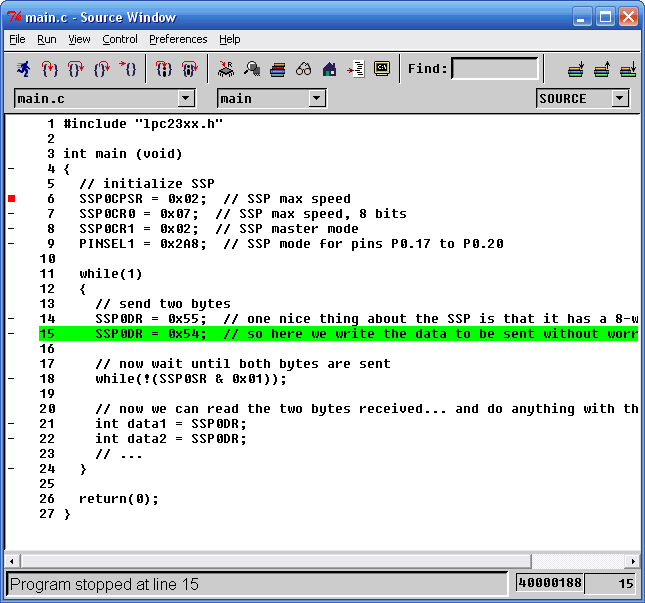 main.c - Source Window
File Run View Control Preferences Help
Find:
main.c main SOURCE
1 #include "lpc23xx.h"
2
3 int main (void)
4 {
5 // initialize SSP
6 SSP0CPSR = 0x02; // SSP max speed
7 SSP0CR0 = 0x07; // SSP max speed, 8 bits
8 SSP0CR1 = 0x02; // SSP master mode
9 PINSEL1 = 0x2A8; // SSP mode for pins P0.17 to P0.20
10
11 while(1)
12 {
13 // send two bytes
14 SSP0DR = 0x55; // one nice thing about the SSP is that it has a 8-w
15 SSP0DR = 0x54; // so here we write the data to be sent without worr
16
17 // now wait until both bytes are sent
18 while(!(SSP0SR & 0x01));
19
20 // now we can read the two bytes received... and do anything with th
21 int data1 = SSP0DR;
22 int data2 = SSP0DR;
23 // ...
24 }
25
26 return(0);
27 }
Program stopped at line 15 40000188 15